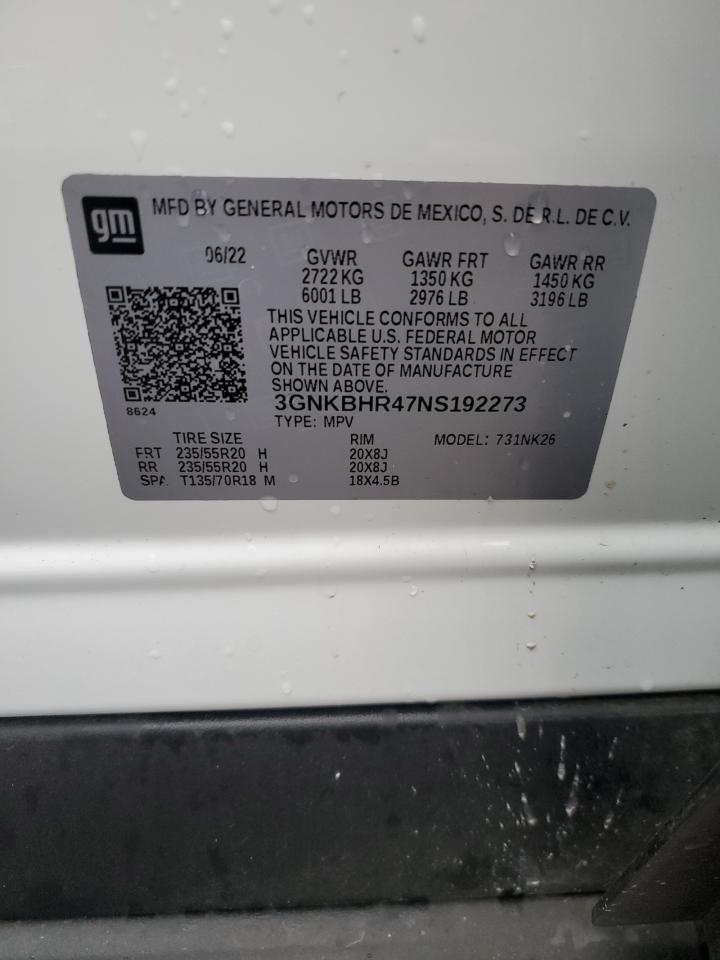 gm MFD BY GENERAL MOTORS DE MEXICO, S. DE R.L. DE C.V.
06/22 GVWR GAWR FRT GAWR RR
2722 KG 1350 KG 1450 KG
6001 LB 2976 LB 3196 LB
THIS VEHICLE CONFORMS TO ALL
APPLICABLE U.S. FEDERAL MOTOR
VEHICLE SAFETY STANDARDS IN EFFECT
ON THE DATE OF MANUFACTURE
SHOWN ABOVE.
8624 3GNKBHR47NS192273
TYPE: MPV
TIRE SIZE RIM MODEL: 731NK26
FRT 235/55R20 H 20X8J
RR 235/55R20 H 20X8J
SPA T135/70R18 M 18X4.5B